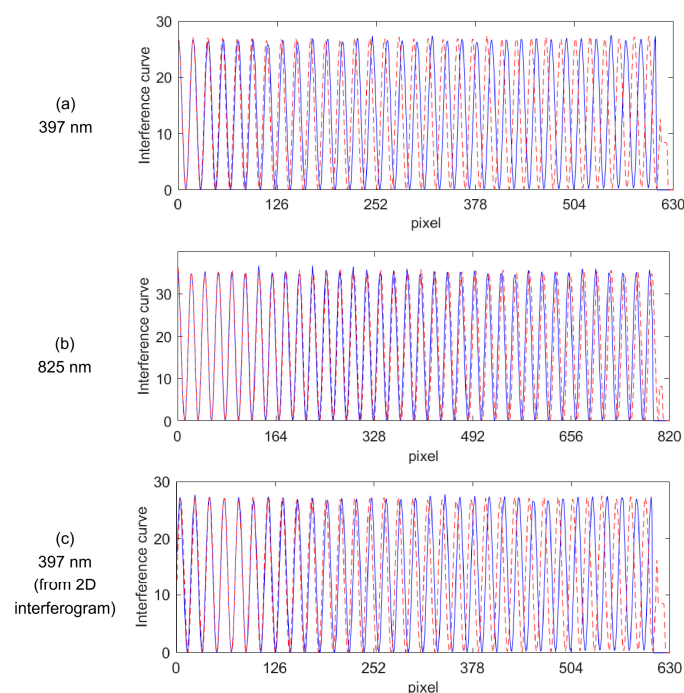 (a)
397 nm
Interference curve
30
20
10
0
0 126 252 378 504 630
pixel
(b)
825 nm
Interference curve
30
20
10
0
0 164 328 492 656 820
pixel
(c)
397 nm
(from 2D
interferogram)
Interference curve
30
20
10
0
0 126 252 378 504 630
pixel